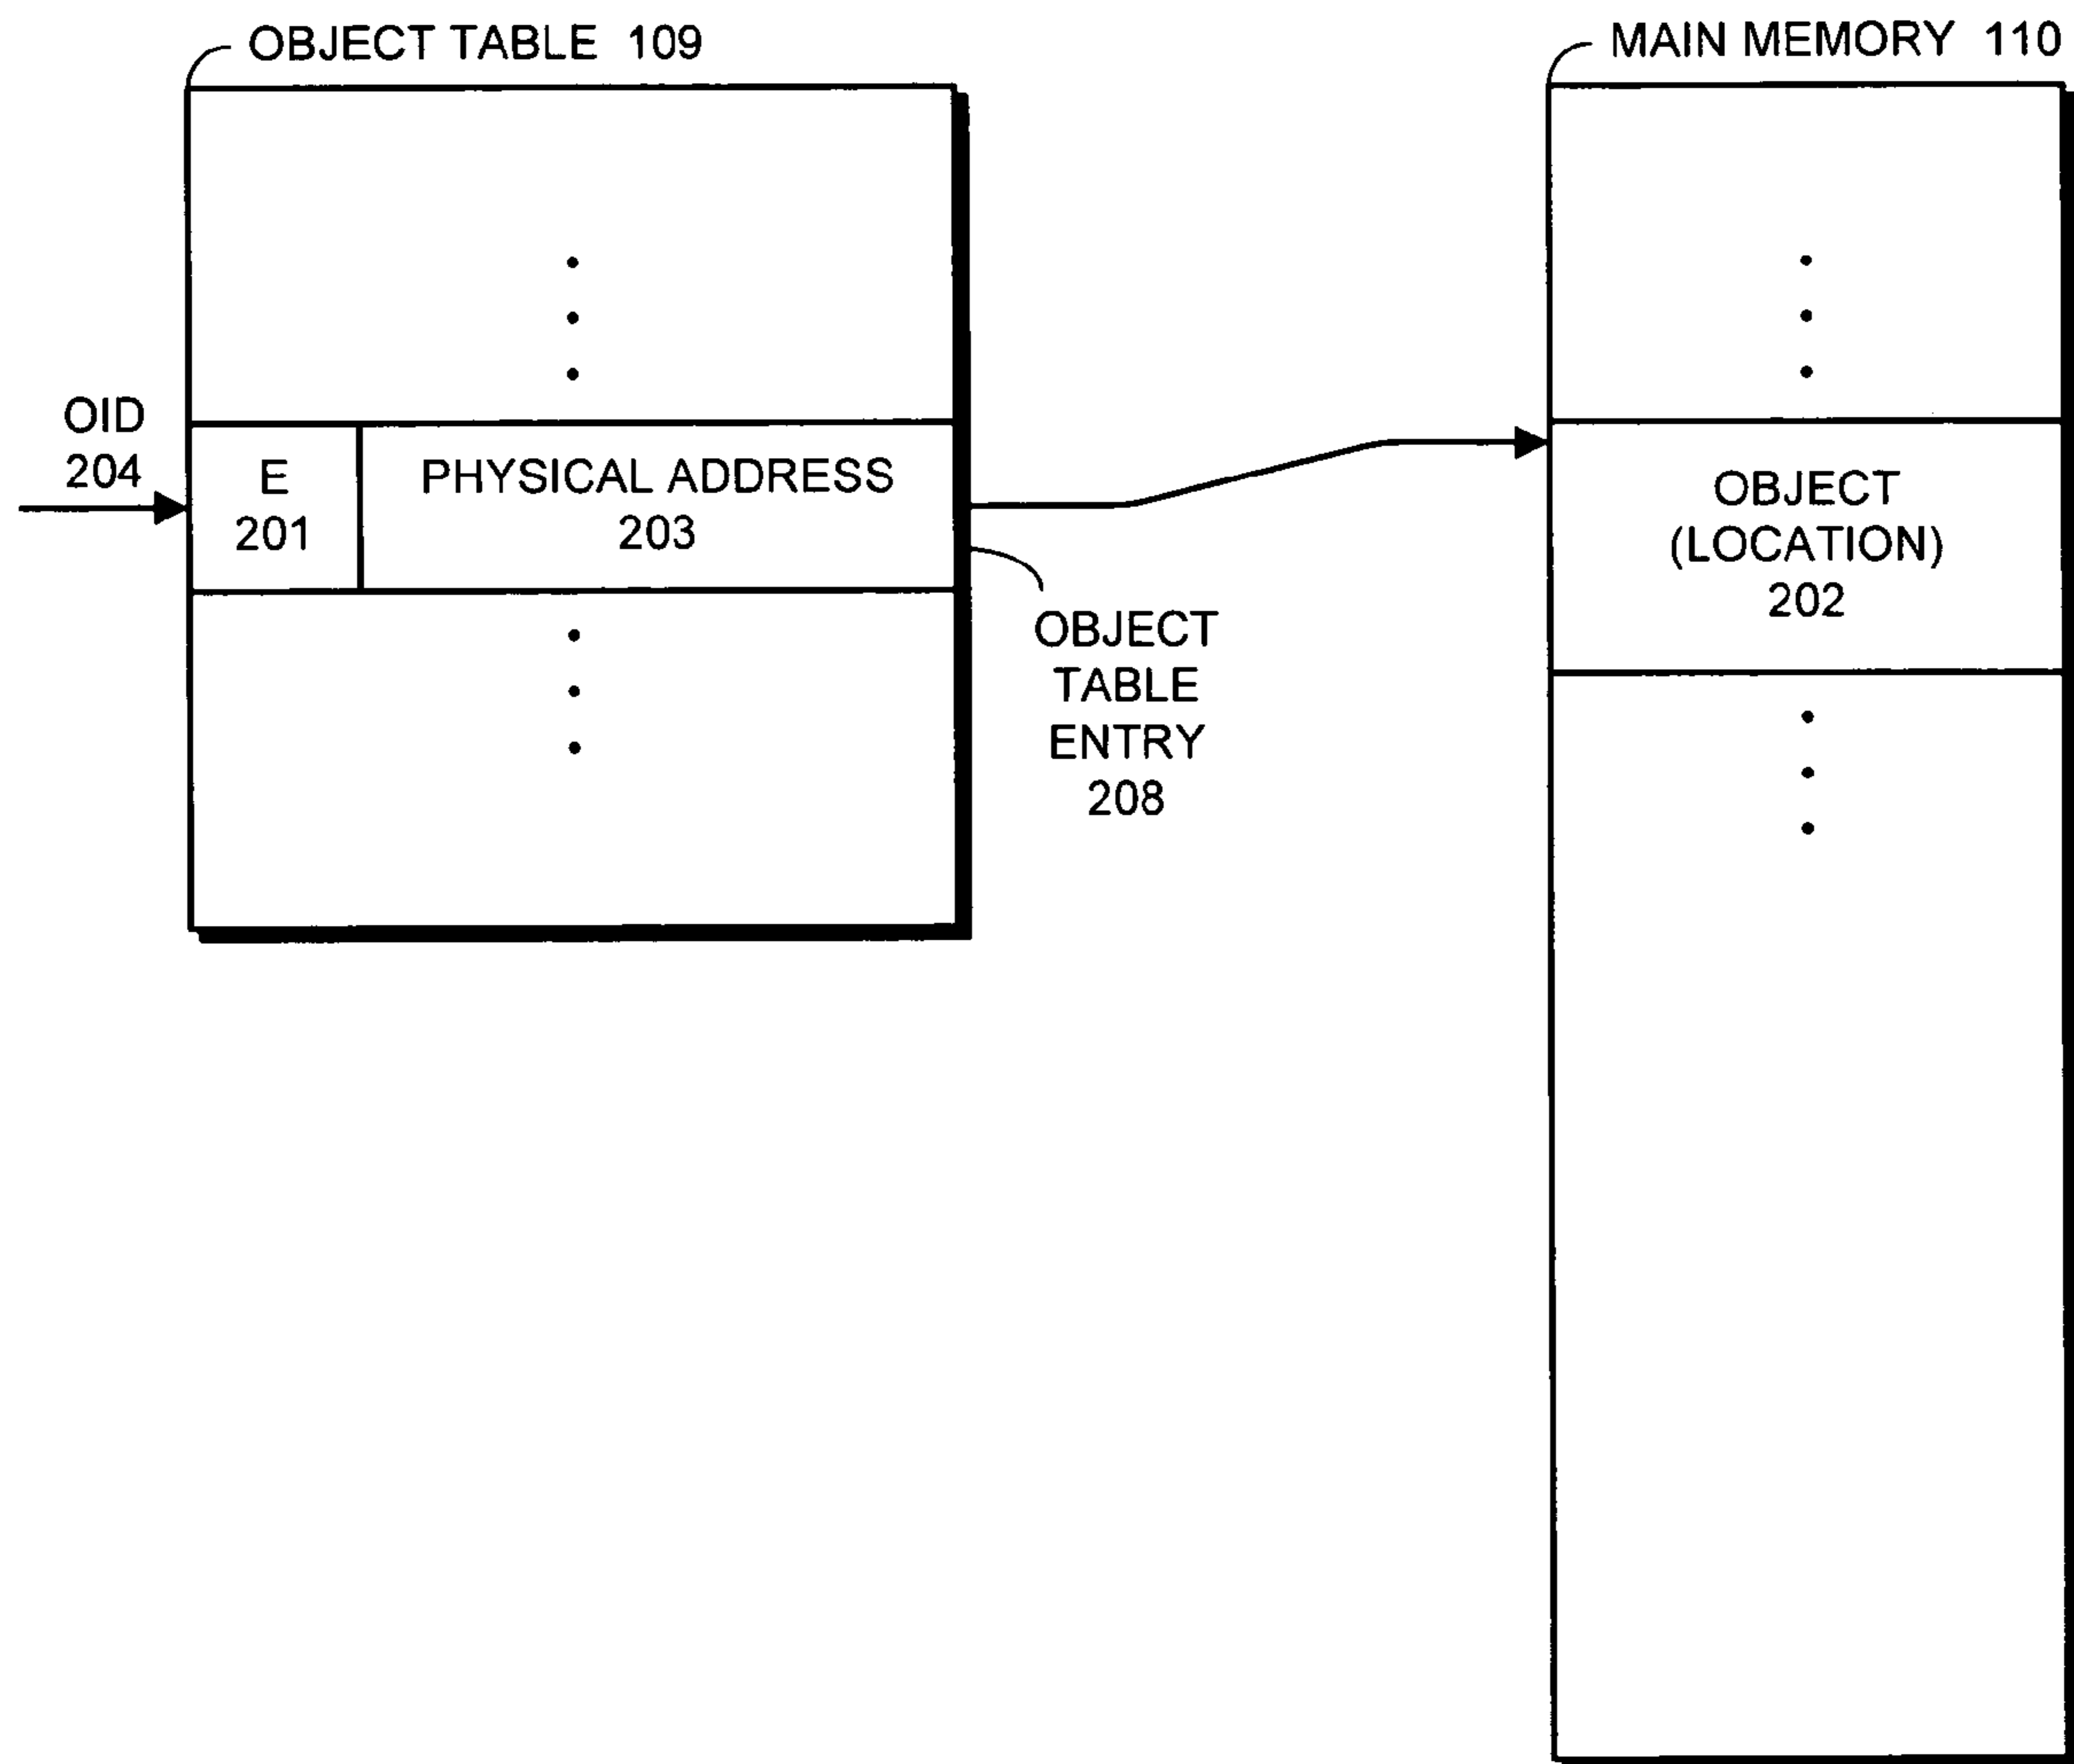 OBJECT TABLE 109
MAIN MEMORY 110
OID
204
E
201
PHYSICAL ADDRESS
203
OBJECT
(LOCATION)
202
OBJECT
TABLE
ENTRY
208